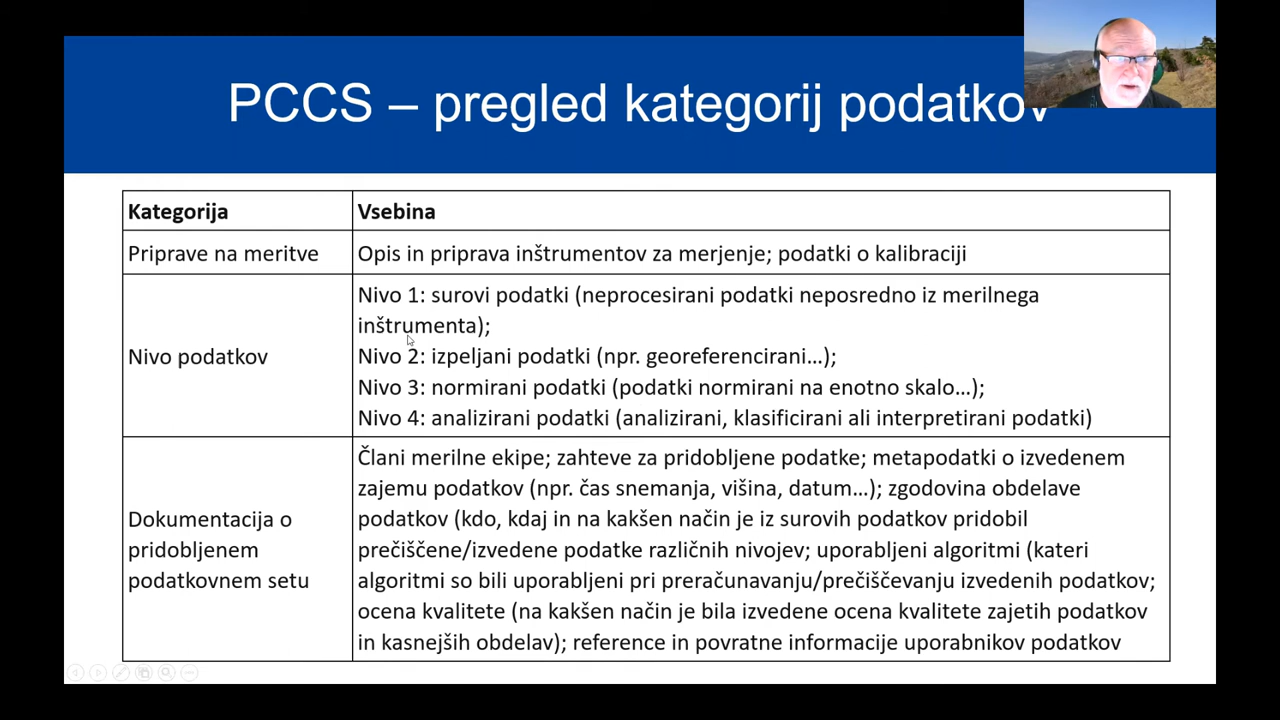 PCCS – pregled kategorij podatkov
Kategorija
Vsebina
Priprave na meritve
Opis in priprava inštrumentov za merjenje; podatki o kalibraciji
Nivo podatkov
Nivo 1: surovi podatki (neprocesirani podatki neposredno iz merilnega
inštrumenta);
Nivo 2: izpeljani podatki (npr. georeferencirani…);
Nivo 3: normirani podatki (podatki normirani na enotno skalo…);
Nivo 4: analizirani podatki (analizirani, klasificirani ali interpretirani podatki)
Dokumentacija o
pridobljenem
podatkovnem setu
Člani merilne ekipe; zahteve za pridobljene podatke; metapodatki o izvedenem
zajemu podatkov (npr. čas snemanja, višina, datum…); zgodovina obdelave
podatkov (kdo, kdaj in na kakšen način je iz surovih podatkov pridobil
prečiščene/izvedene podatke različnih nivojev; uporabljeni algoritmi (kateri
algoritmi so bili uporabljeni pri preračunavanju/prečiščevanju izvedenih podatkov;
ocena kvalitete (na kakšen način je bila izvedene ocena kvalitete zajetih podatkov
in kasnejših obdelav); reference in povratne informacije uporabnikov podatkov